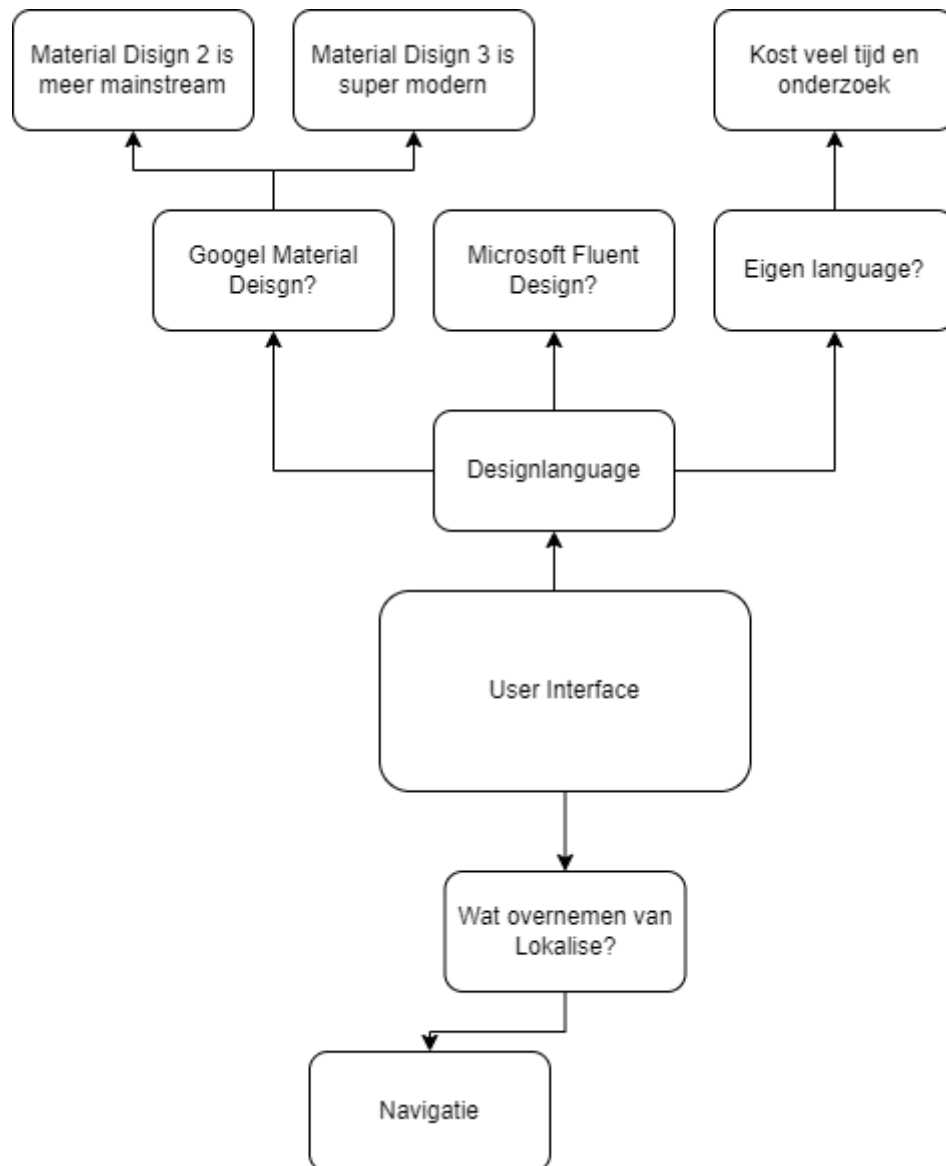 Material Disign 2 is
meer mainstream
Material Disign 3 is
super modern
Kost veel tijd en
onderzoek
Googel Material
Deisgn?
Microsoft Fluent
Design?
Eigen language?
Designlanguage
User Interface
Wat overnemen van
Lokalise?
Navigatie